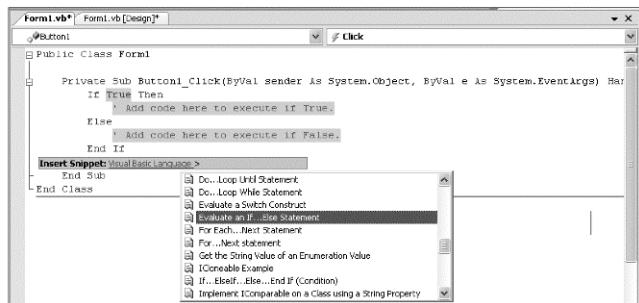 Form1.vb* Form1.vb [Design]*
Button1 Click
Public Class Form1
Private Sub Button1_Click(ByVal sender As System.Object, ByVal e As System.EventArgs) Har
If True Then
' Add code here to execute if True.
Else
' Add code here to execute if False.
End If
Insert Snippet: Visual Basic Language >
End Sub
End Class
Do...Loop Until Statement
Do...Loop While Statement
Evaluate a Switch Construct
Evaluate an If...Else Statement
For Each...Next Statement
For...Next statement
Get the String Value of an Enumeration Value
ICloneable Example
If...ElseIf...Else...End If (Condition)
Implement IComparable on a Class using a String Property